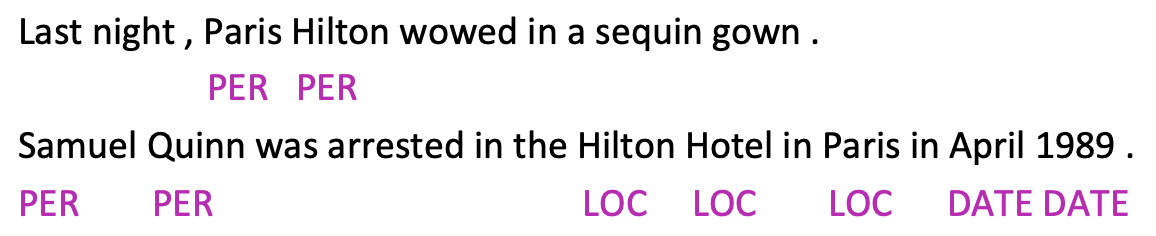 Last night , Paris Hilton wowed in a sequin gown .
PER PER
Samuel Quinn was arrested in the Hilton Hotel in Paris in April 1989 .
PER PER LOC LOC LOC DATE DATE